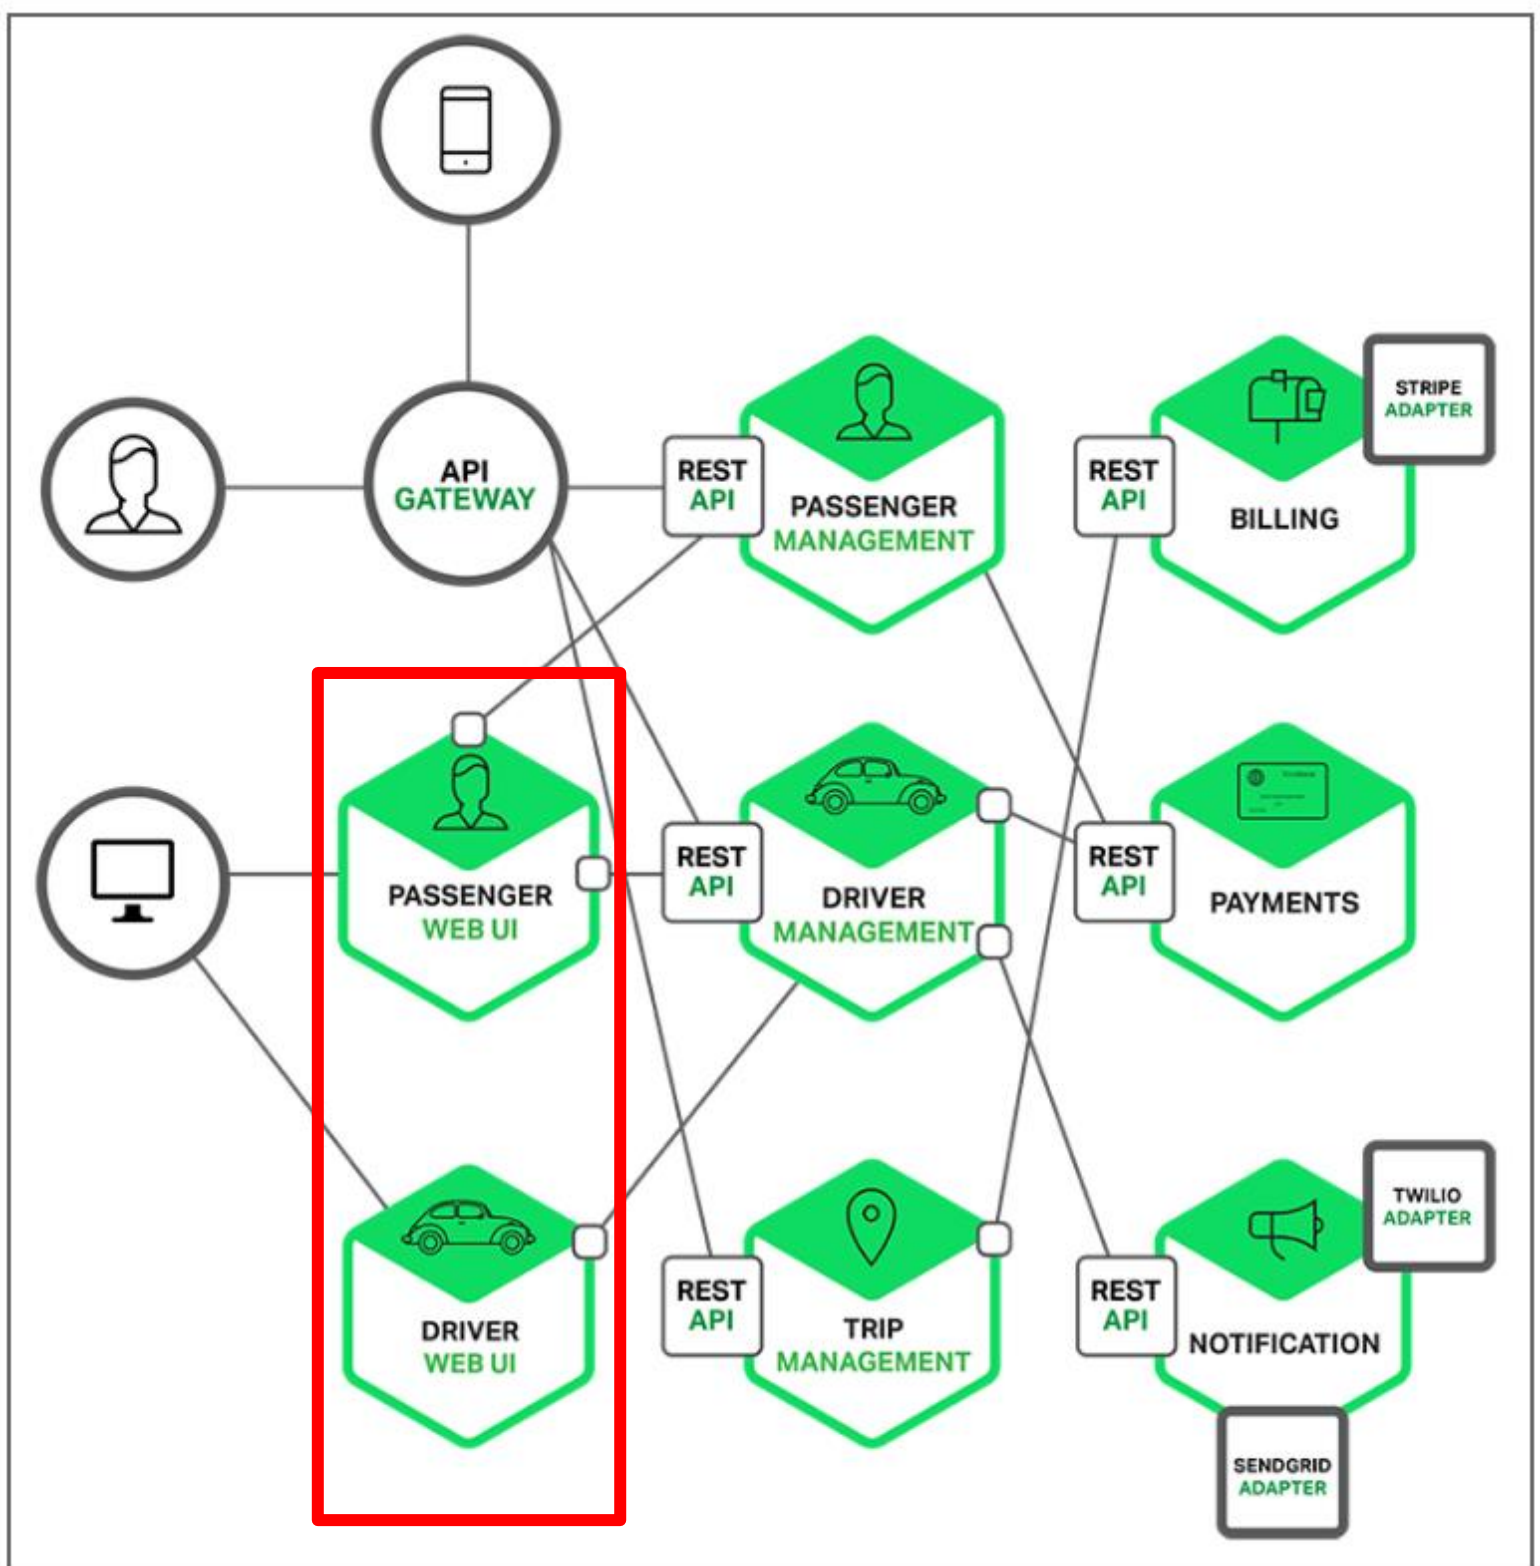 API
GATEWAY
REST
API
PASSENGER
MANAGEMENT
REST
API
BILLING
STRIPE
ADAPTER
PASSENGER
WEB UI
REST
API
DRIVER
MANAGEMENT
REST
API
PAYMENTS
DRIVER
WEB UI
REST
API
TRIP
MANAGEMENT
REST
API
NOTIFICATION
TWILIO
ADAPTER
SENDGRID
ADAPTER